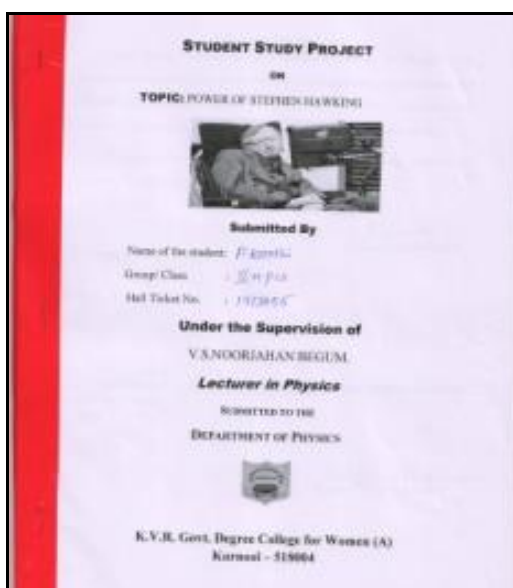 STUDENT STUDY PROJECT
ON
TOPIC: POWER OF STEPHEN HAWKING
Submitted By
Name of the student:
Group/ Class :
Hall Ticket No. :
Under the Supervision of
V.S.NOORJAHAN BEGUM
Lecturer in Physics
SUBMITTED TO THE
DEPARTMENT OF PHYSICS
K.V.R. Govt. Degree College for Women (A)
Kurnool – 518004